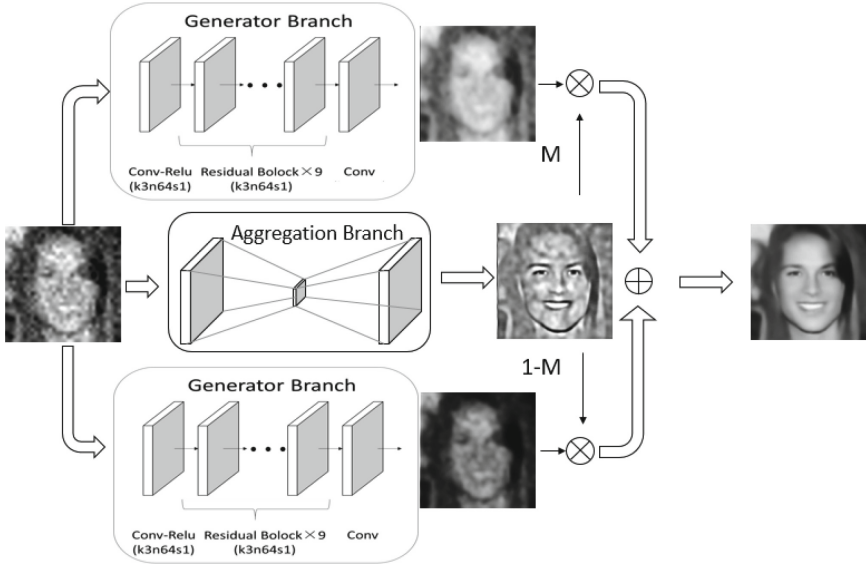 Generator Branch
Conv-Relu
(k3n64s1)
Residual Bolock×9
(k3n64s1)
Conv
M
Aggregation Branch
1-M
Generator Branch
Conv-Relu
(k3n64s1)
Residual Bolock×9
(k3n64s1)
Conv